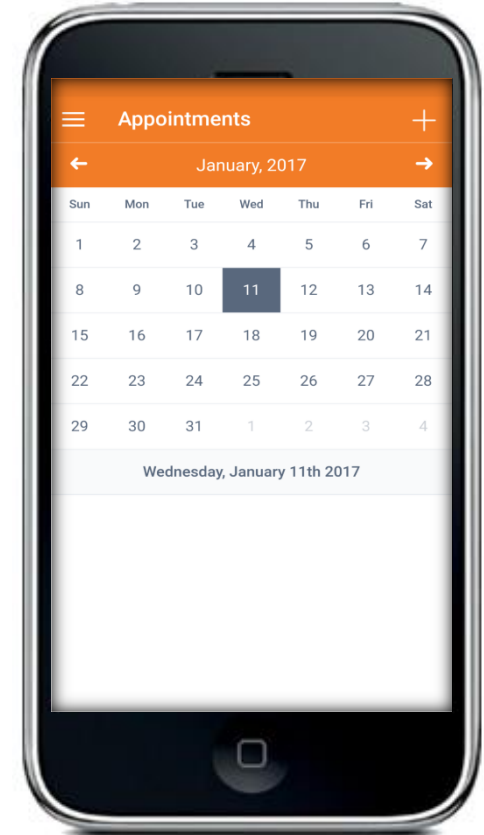 Appointments
January, 2017
Sun Mon Tue Wed Thu Fri Sat
1 2 3 4 5 6 7
8 9 10 11 12 13 14
15 16 17 18 19 20 21
22 23 24 25 26 27 28
29 30 31 1 2 3 4
Wednesday, January 11th 2017